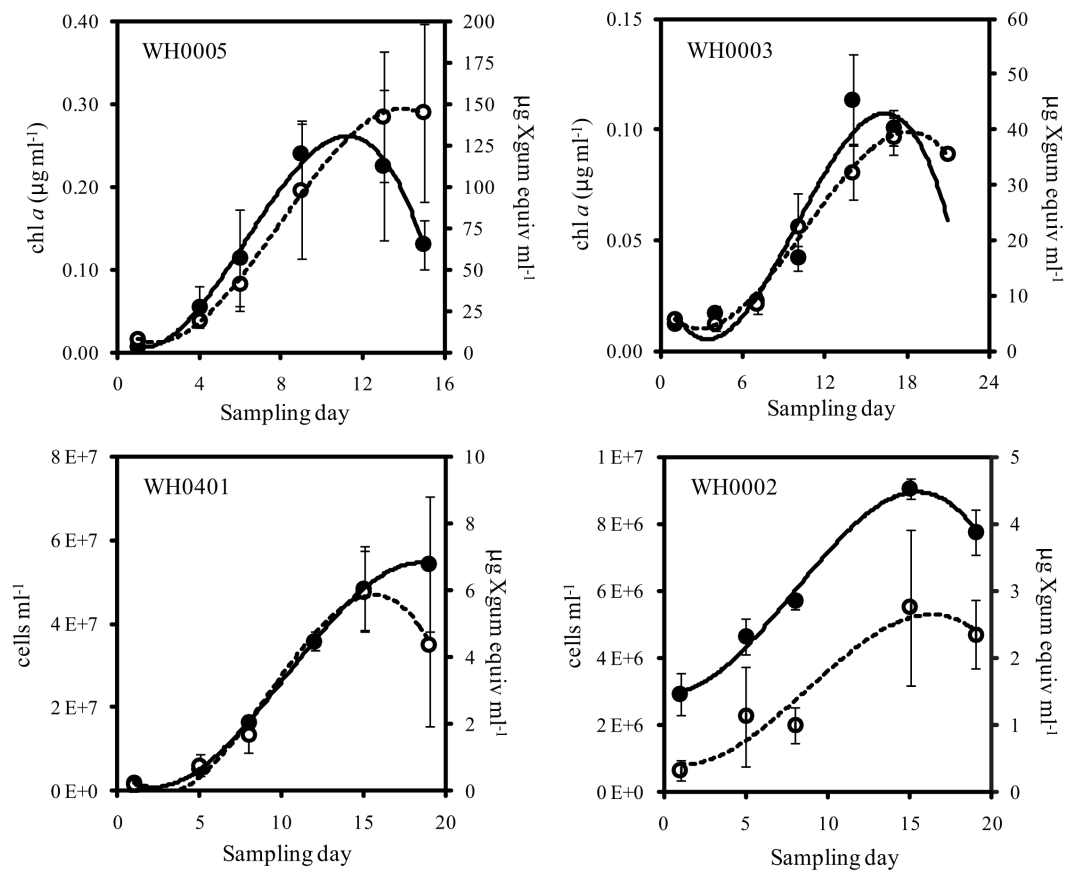 WH0005
chl a (µg ml-1)
0.40
0.30
0.20
0.10
0.00
200
175
150
125
100
75
50
25
0
µg Xgum equiv ml-1
0 4 8 12 16
Sampling day
WH0003
chl a (µg ml-1)
0.15
0.10
0.05
0.00
60
50
40
30
20
10
0
µg Xgum equiv ml-1
0 6 12 18 24
Sampling day
WH0401
cells ml-1
8 E+7
6 E+7
4 E+7
2 E+7
0 E+0
10
8
6
4
2
0
µg Xgum equiv ml-1
0 5 10 15 20
Sampling day
WH0002
cells ml-1
1 E+7
8 E+6
6 E+6
4 E+6
2 E+6
0 E+0
5
4
3
2
1
0
µg Xgum equiv ml-1
0 5 10 15 20
Sampling day